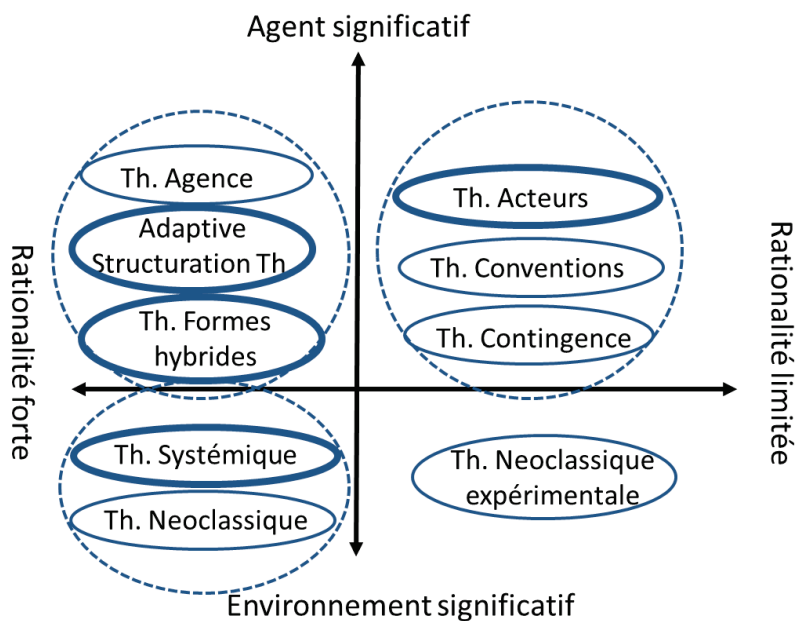 Agent significatif
Th. Agence
Adaptive
Structuration Th
Th. Formes
hybrides
Th. Acteurs
Th. Conventions
Th. Contingence
Rationalité forte
Rationalité limitée
Th. Systémique
Th. Neoclassique
Th. Neoclassique
expérimentale
Environnement significatif